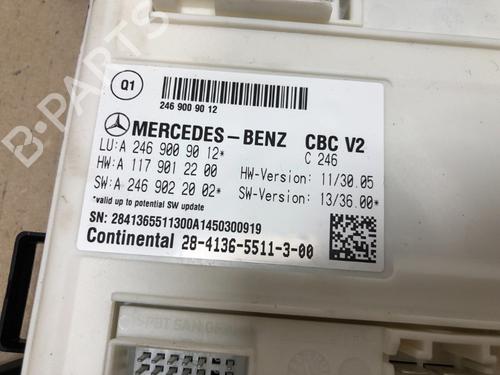 B-PARTS
Q1
246 900 90 12
MERCEDES-BENZ CBC V2
LU: A 246 900 90 12* C 246
HW: A 117 901 22 00 HW-Version: 11/30.05
SW: A 246 902 20 02* SW-Version: 13/36.00*
*valid up to potential SW update
SN: 2841365511300A1450300919
Continental 28-4136-5511-3-00